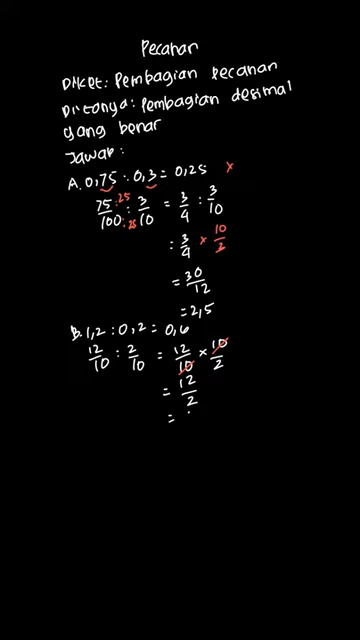 Pecahan
Diket: Pembagian Pecahan
Ditanya: Pembagian desimal
yang benar
Jawab:
A. 0,75 : 0,3 = 0,25 ×
75/100 :25/:25 : 3/10 = 3/4 : 3/10
= 3/4 × 10/3
= 30/12
= 2,5
B. 1,2 : 0,2 = 0,6
12/10 : 2/10 = 12/10 × 10/2
= 12/2
=